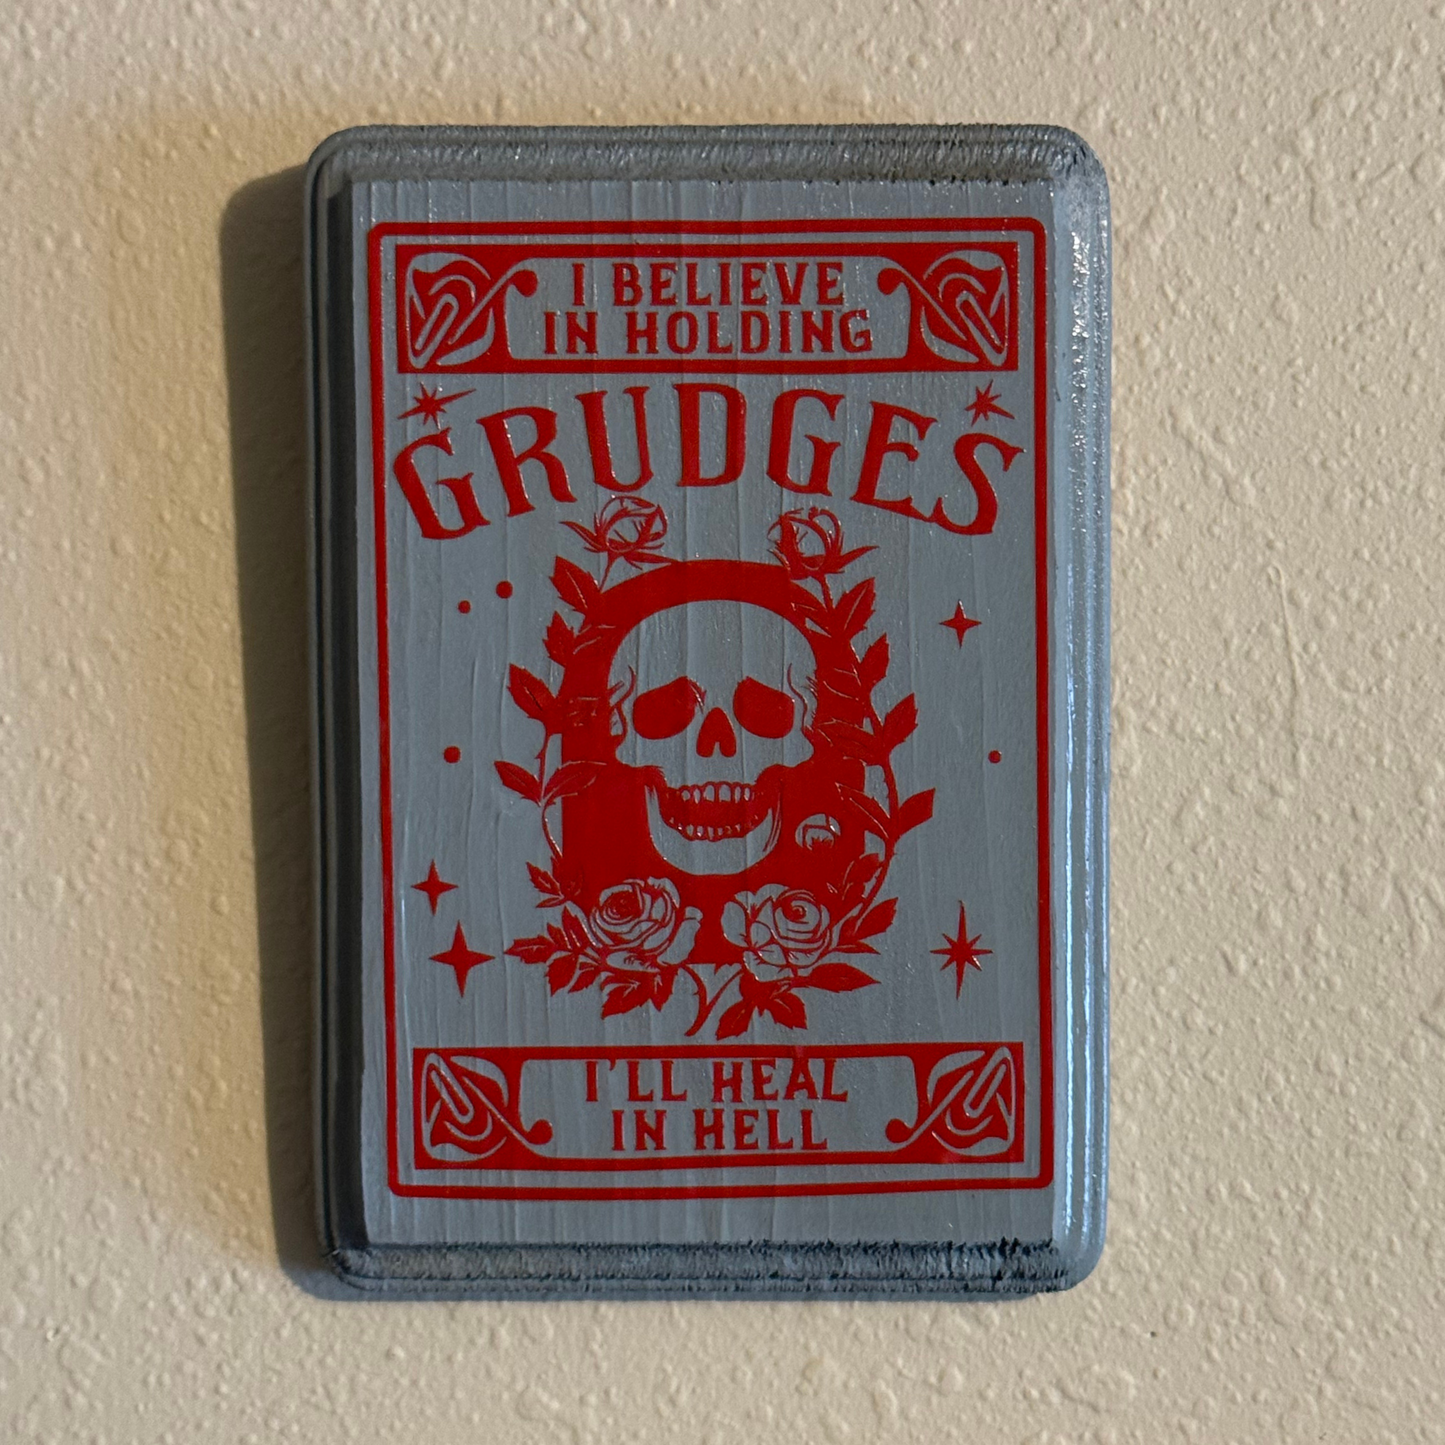 I BELIEVE
IN HOLDING
GRUDGES
I'LL HEAL
IN HELL